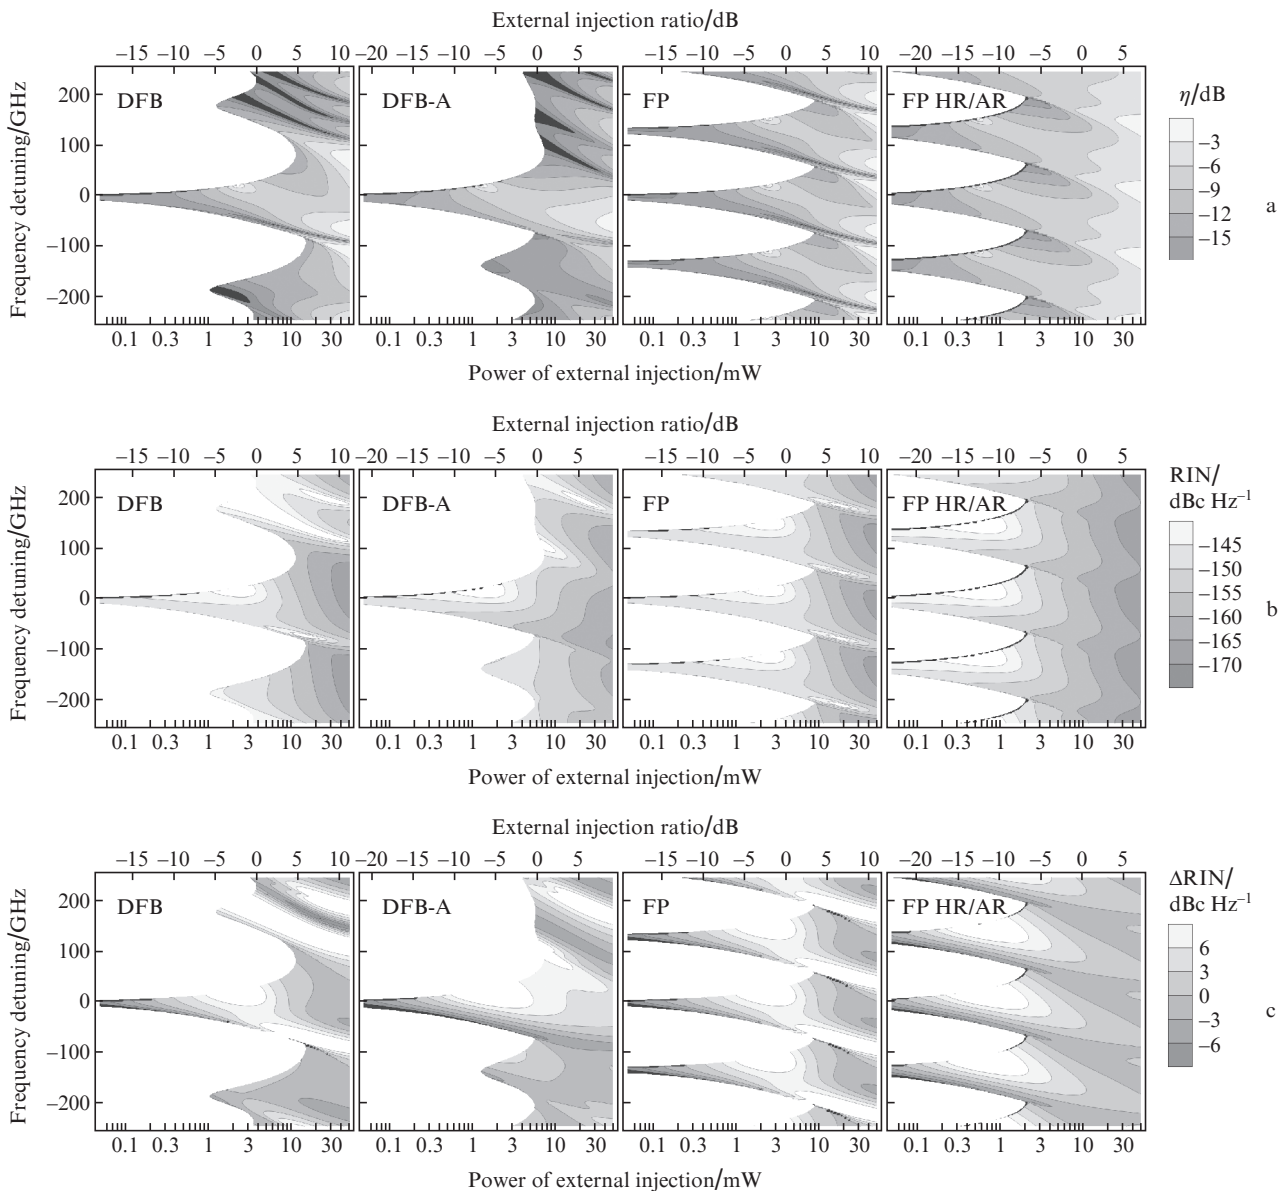 External injection ratio/dB
−15 −10 −5 0 5 10 −20 −15 −10 −5 0 5 −15 −10 −5 0 5 10 −20 −15 −10 −5 0 5
Frequency detuning/GHz
200
100
0
−100
−200
DFB DFB-A FP FP HR/AR
η/dB
−3
−6
−9
−12
−15
a
0.1 0.3 1 3 10 30 0.1 0.3 1 3 10 30 0.1 0.3 1 3 10 30 0.1 0.3 1 3 10 30
Power of external injection/mW
External injection ratio/dB
−15 −10 −5 0 5 10 −20 −15 −10 −5 0 5 −15 −10 −5 0 5 10 −20 −15 −10 −5 0 5
Frequency detuning/GHz
200
100
0
−100
−200
DFB DFB-A FP FP HR/AR
RIN/
dBc Hz⁻¹
−145
−150
−155
−160
−165
−170
b
0.1 0.3 1 3 10 30 0.1 0.3 1 3 10 30 0.1 0.3 1 3 10 30 0.1 0.3 1 3 10 30
Power of external injection/mW
External injection ratio/dB
−15 −10 −5 0 5 10 −20 −15 −10 −5 0 5 −15 −10 −5 0 5 10 −20 −15 −10 −5 0 5
Frequency detuning/GHz
200
100
0
−100
−200
DFB DFB-A FP FP HR/AR
ΔRIN/
dBc Hz⁻¹
6
3
0
−3
−6
c
0.1 0.3 1 3 10 30 0.1 0.3 1 3 10 30 0.1 0.3 1 3 10 30 0.1 0.3 1 3 10 30
Power of external injection/mW